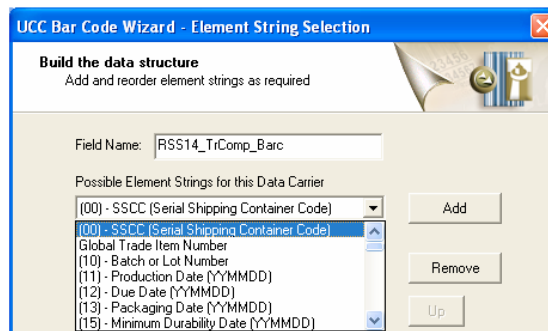 UCC Bar Code Wizard - Element String Selection
Build the data structure
Add and reorder element strings as required
Field Name: RSS14_TrComp_Barc
Possible Element Strings for this Data Carrier
(00) - SSCC (Serial Shipping Container Code)
Add
(00) - SSCC (Serial Shipping Container Code)
Global Trade Item Number
(10) - Batch or Lot Number
(11) - Production Date (YYMMDD)
Remove
(12) - Due Date (YYMMDD)
(13) - Packaging Date (YYMMDD)
Up
(15) - Minimum Durability Date (YYMMDD)